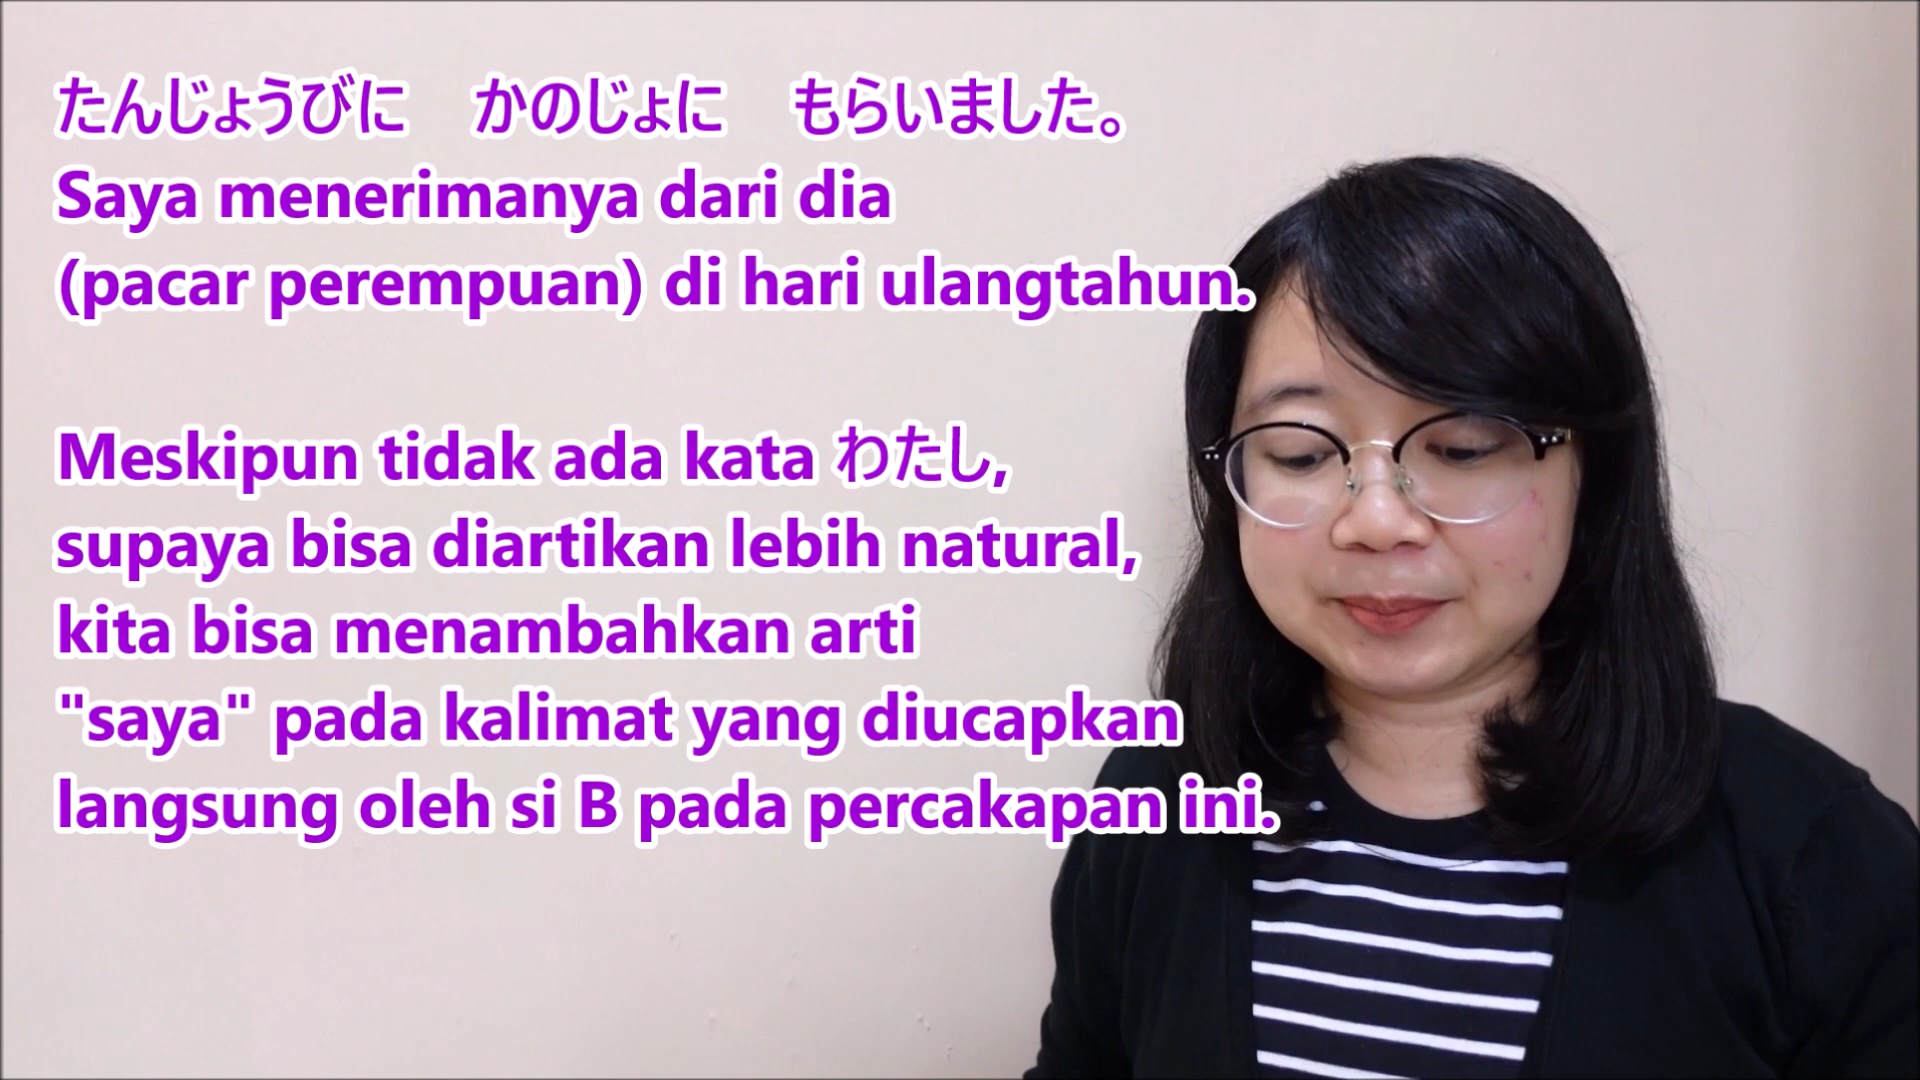 たんじょうびに　かのじょに　もらいました。
Saya menerimanya dari dia
(pacar perempuan) di hari ulangtahun.
Meskipun tidak ada kata わたし,
supaya bisa diartikan lebih natural,
kita bisa menambahkan arti
"saya" pada kalimat yang diucapkan
langsung oleh si B pada percakapan ini.